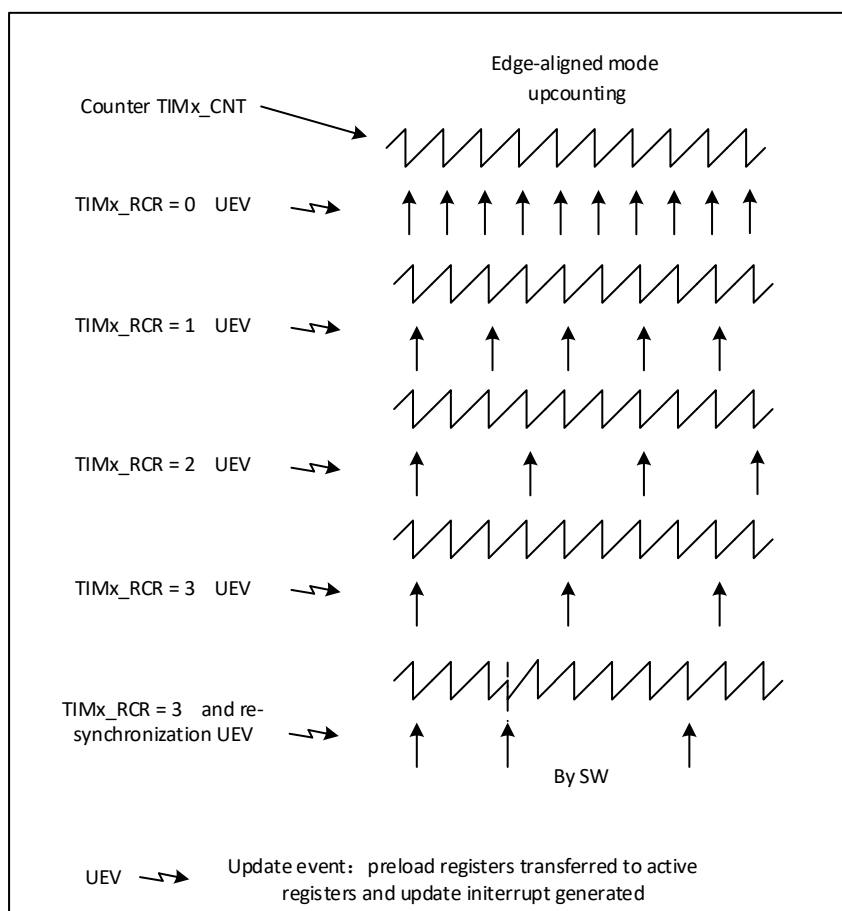 Edge-aligned mode
upcounting
Counter TIMx_CNT
TIMx_RCR = 0 UEV
TIMx_RCR = 1 UEV
TIMx_RCR = 2 UEV
TIMx_RCR = 3 UEV
TIMx_RCR = 3 and re-
synchronization UEV
By SW
UEV
Update event：preload registers transferred to active
registers and update initerrupt generated